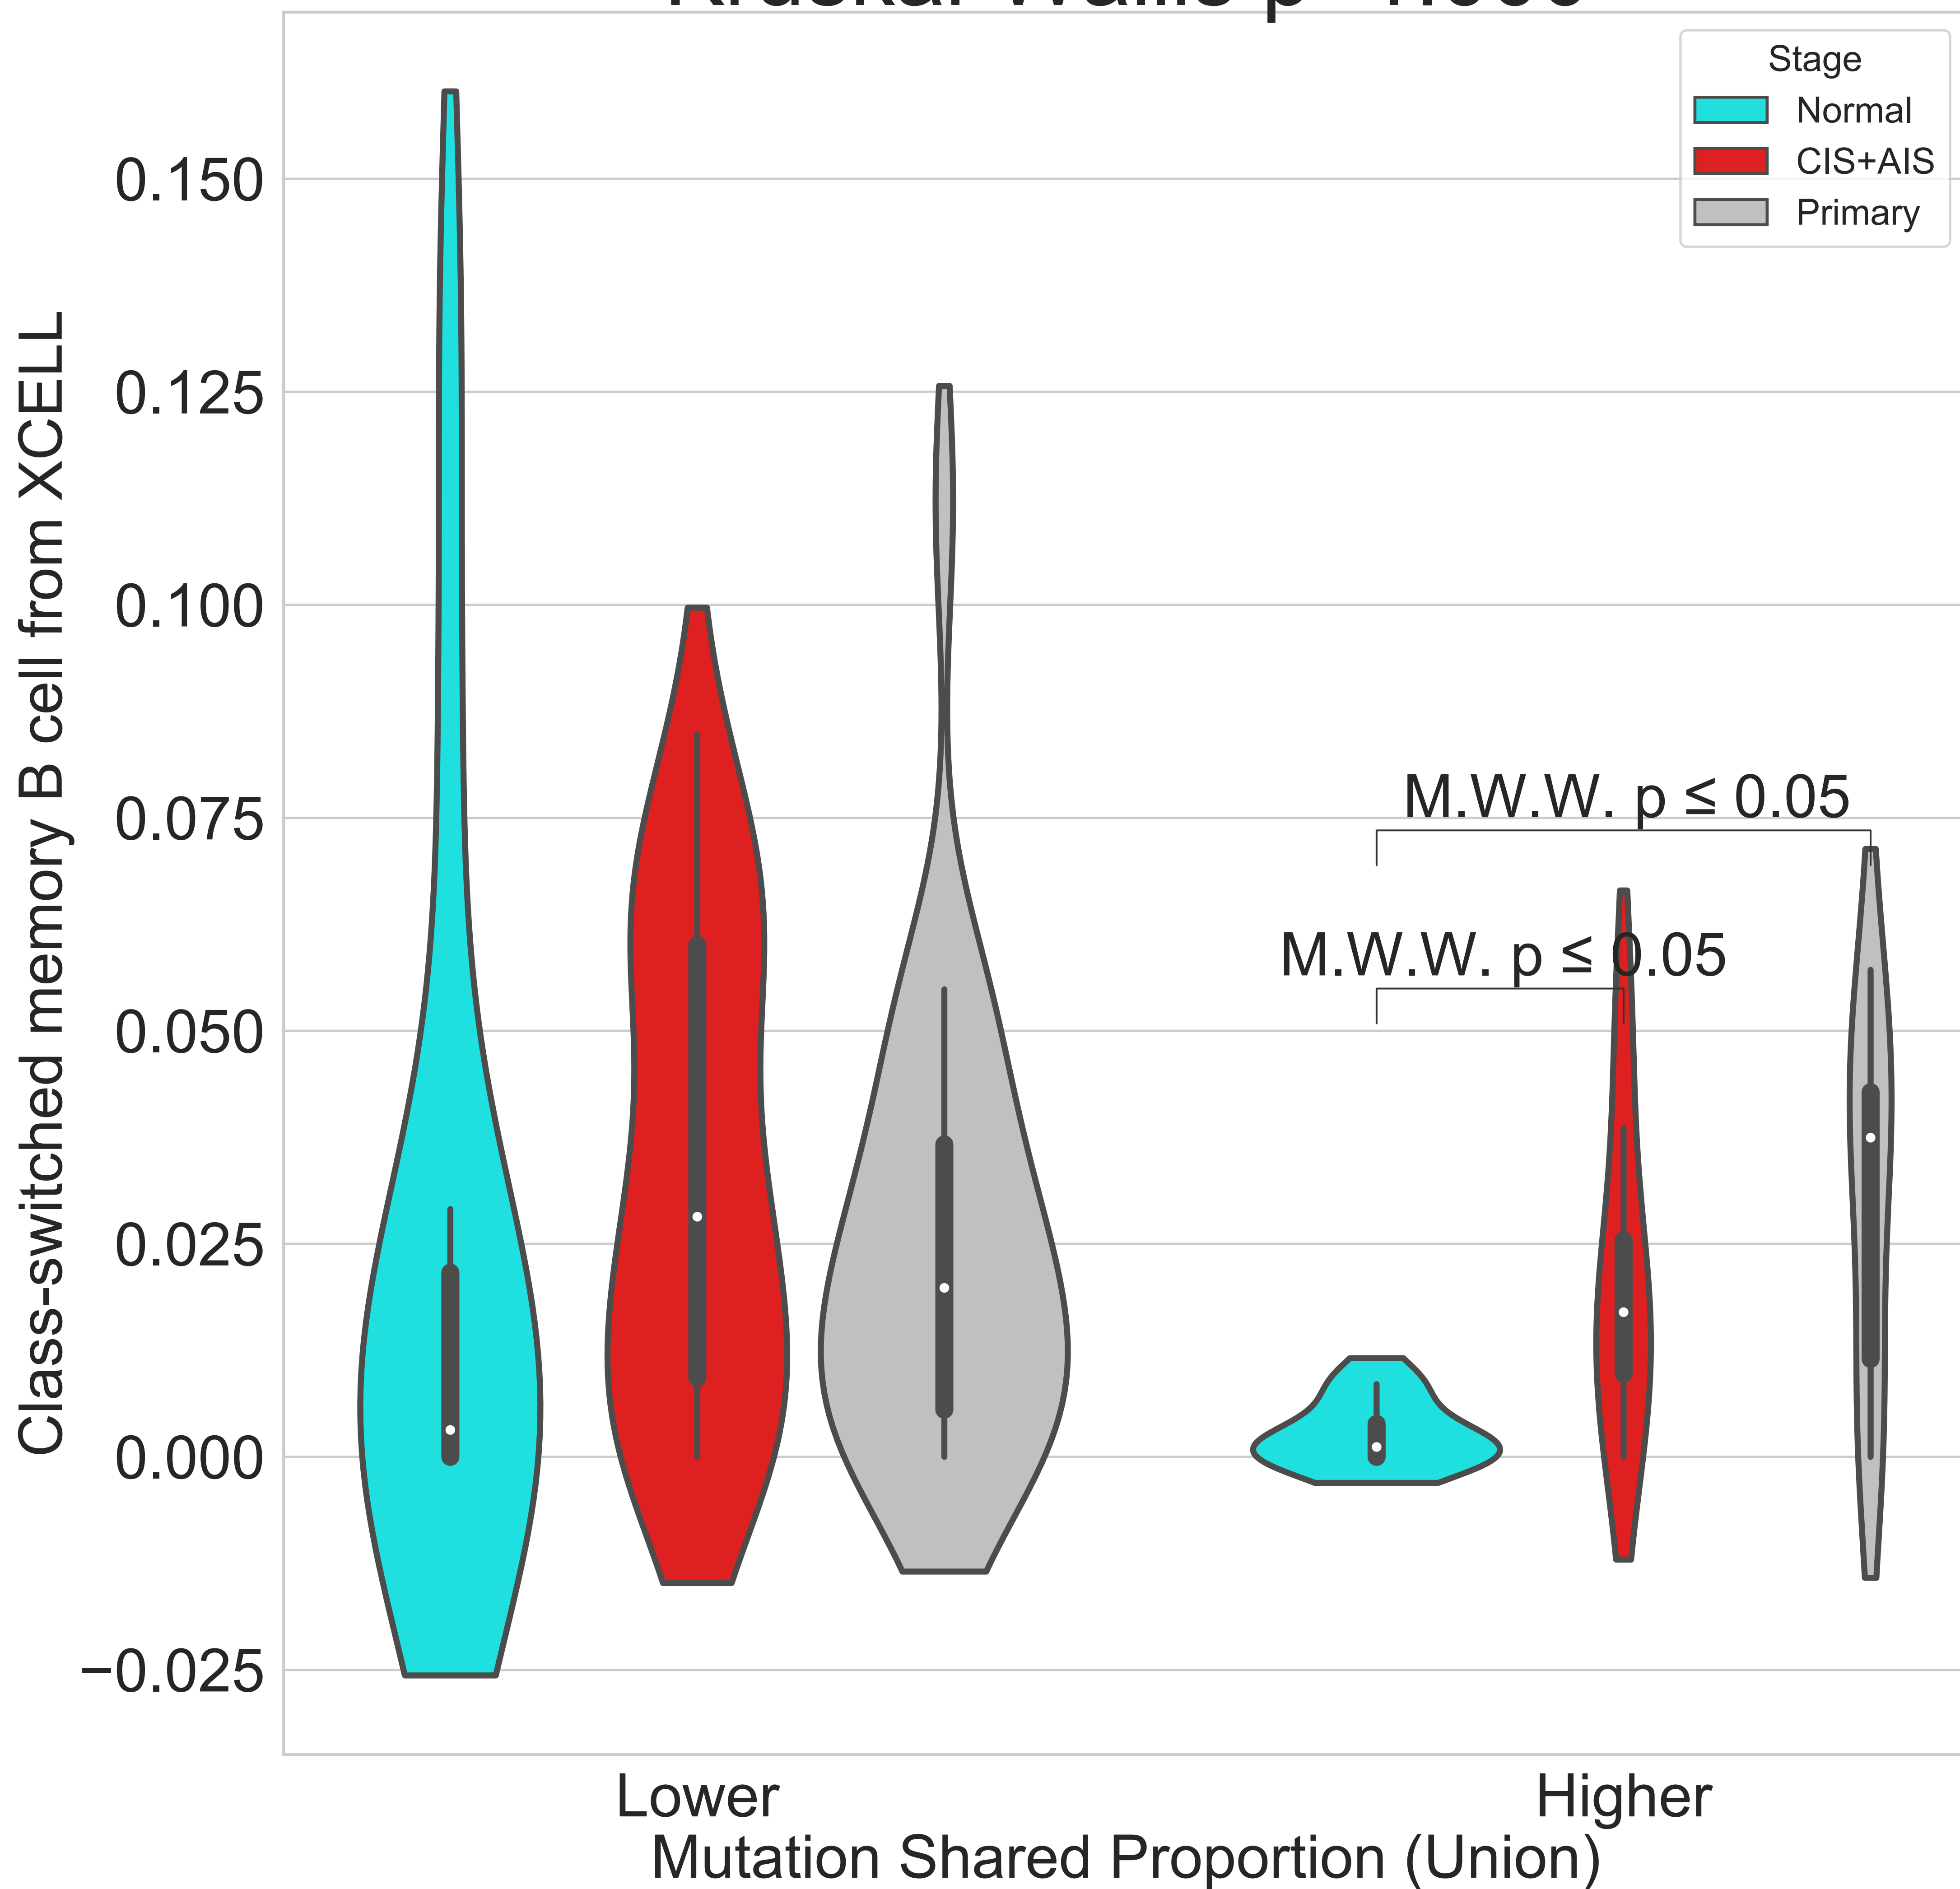 Stage
Normal
CIS+AIS
Primary
Class-switched memory B cell from XCELL
0.150
0.125
0.100
0.075
0.050
0.025
0.000
−0.025
M.W.W. p ≤ 0.05
M.W.W. p ≤ 0.05
Lower
Higher
Mutation Shared Proportion (Union)